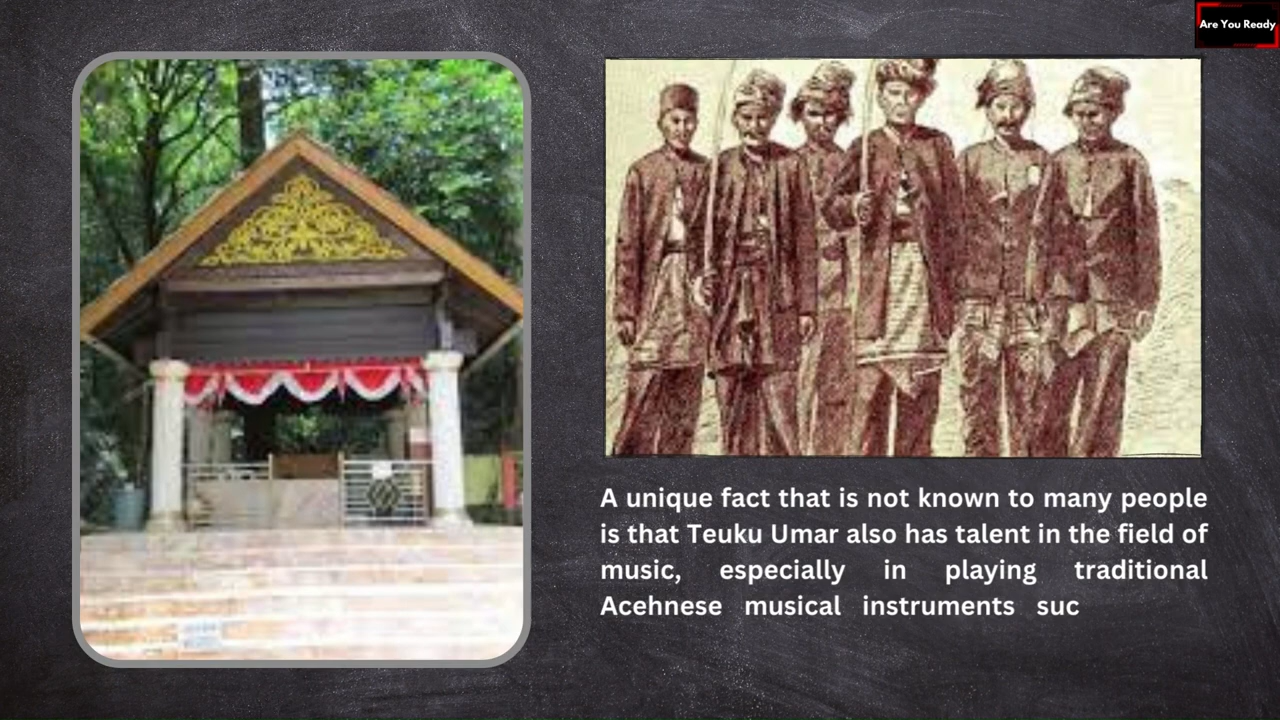 Are You Ready
A unique fact that is not known to many people
is that Teuku Umar also has talent in the field of
music, especially in playing traditional
Acehnese musical instruments suc